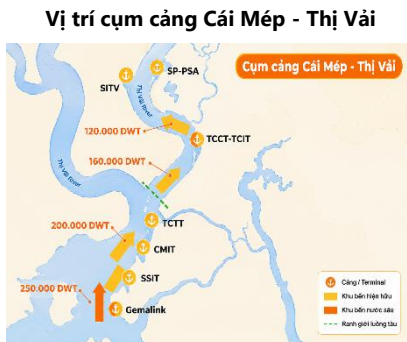 Vị trí cụm cảng Cái Mép - Thị Vải
Cụm cảng Cái Mép - Thị Vải
SP-PSA
SITV
Thị Vải River
120.000 DWT
TCCT-TCIT
160.000 DWT
Thị Vải River
TCTT
200.000 DWT
CMIT
SSIT
250.000 DWT
Gemalink
Cảng / Terminal
Khu bến hiện hữu
Khu bến nước sâu
Ranh giới luồng tàu